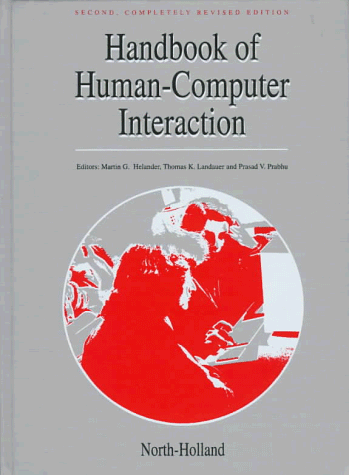 SECOND, COMPLETELY REVISED EDITION
Handbook of
Human-Computer
Interaction
Editors: Martin G. Helander, Thomas K. Landauer and Prasad V. Prabhu
North-Holland